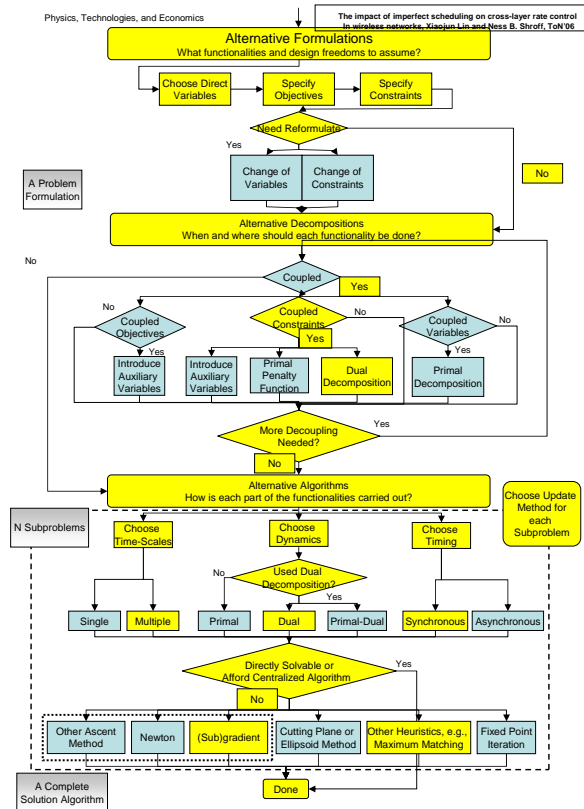 Physics, Technologies, and Economics
The impact of imperfect scheduling on cross-layer rate control
In wireless networks, Xiaojun Lin and Ness B. Shroff, ToN'06
Alternative Formulations
What functionalities and design freedoms to assume?
Choose Direct
Variables
Specify
Objectives
Specify
Constraints
Need Reformulate
Yes
No
Change of
Variables
Change of
Constraints
A Problem
Formulation
Alternative Decompositions
When and where should each functionality be done?
No
Coupled
Yes
No
Coupled
Objectives
Yes
Coupled
Constraints
No
Yes
Coupled
Variables
No
Yes
Introduce
Auxiliary
Variables
Introduce
Auxiliary
Variables
Primal
Penalty
Function
Dual
Decomposition
Primal
Decomposition
More Decoupling
Needed?
Yes
No
Alternative Algorithms
How is each part of the functionalities carried out?
N Subproblems
Choose Update
Method for
each
Subproblem
Choose
Time-Scales
Choose
Dynamics
Choose
Timing
Used Dual
Decomposition?
No
Yes
Single
Multiple
Primal
Dual
Primal-Dual
Synchronous
Asynchronous
Directly Solvable or
Afford Centralized Algorithm
Yes
No
Other Ascent
Method
Newton
(Sub)gradient
Cutting Plane or
Ellipsoid Method
Other Heuristics, e.g.,
Maximum Matching
Fixed Point
Iteration
A Complete
Solution Algorithm
Done